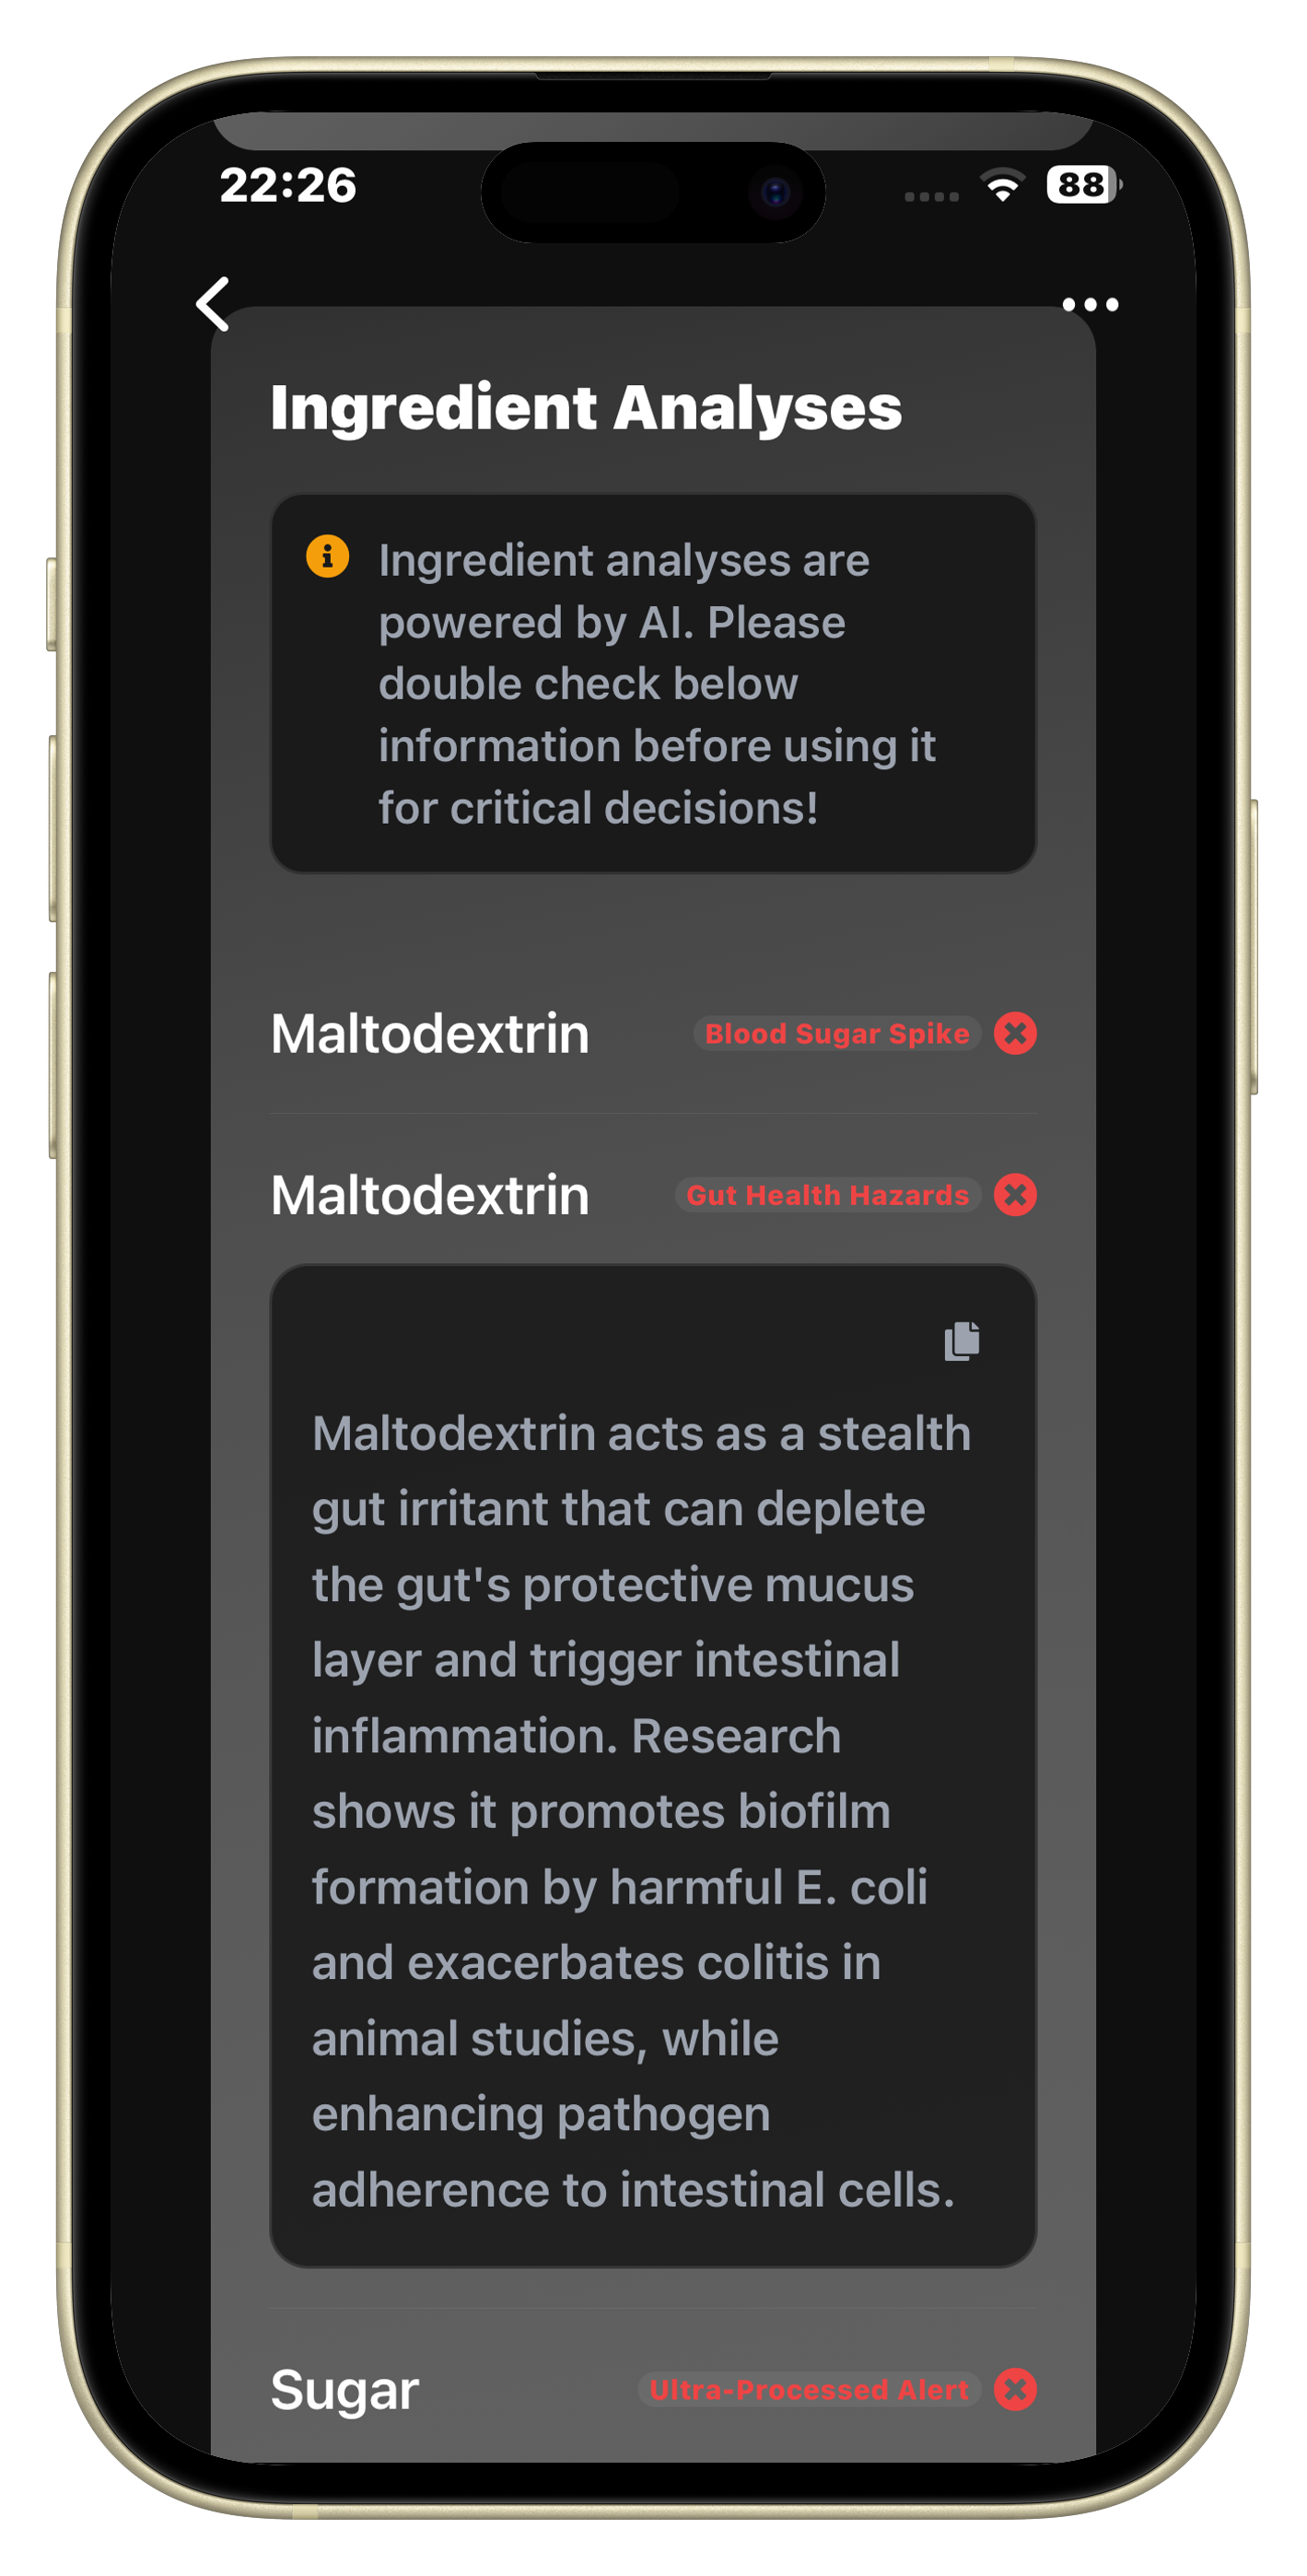 22:26
88
Ingredient Analyses
Ingredient analyses are
powered by AI. Please
double check below
information before using it
for critical decisions!
Maltodextrin Blood Sugar Spike
Maltodextrin Gut Health Hazards
Maltodextrin acts as a stealth
gut irritant that can deplete
the gut's protective mucus
layer and trigger intestinal
inflammation. Research
shows it promotes biofilm
formation by harmful E. coli
and exacerbates colitis in
animal studies, while
enhancing pathogen
adherence to intestinal cells.
Sugar Ultra-Processed Alert